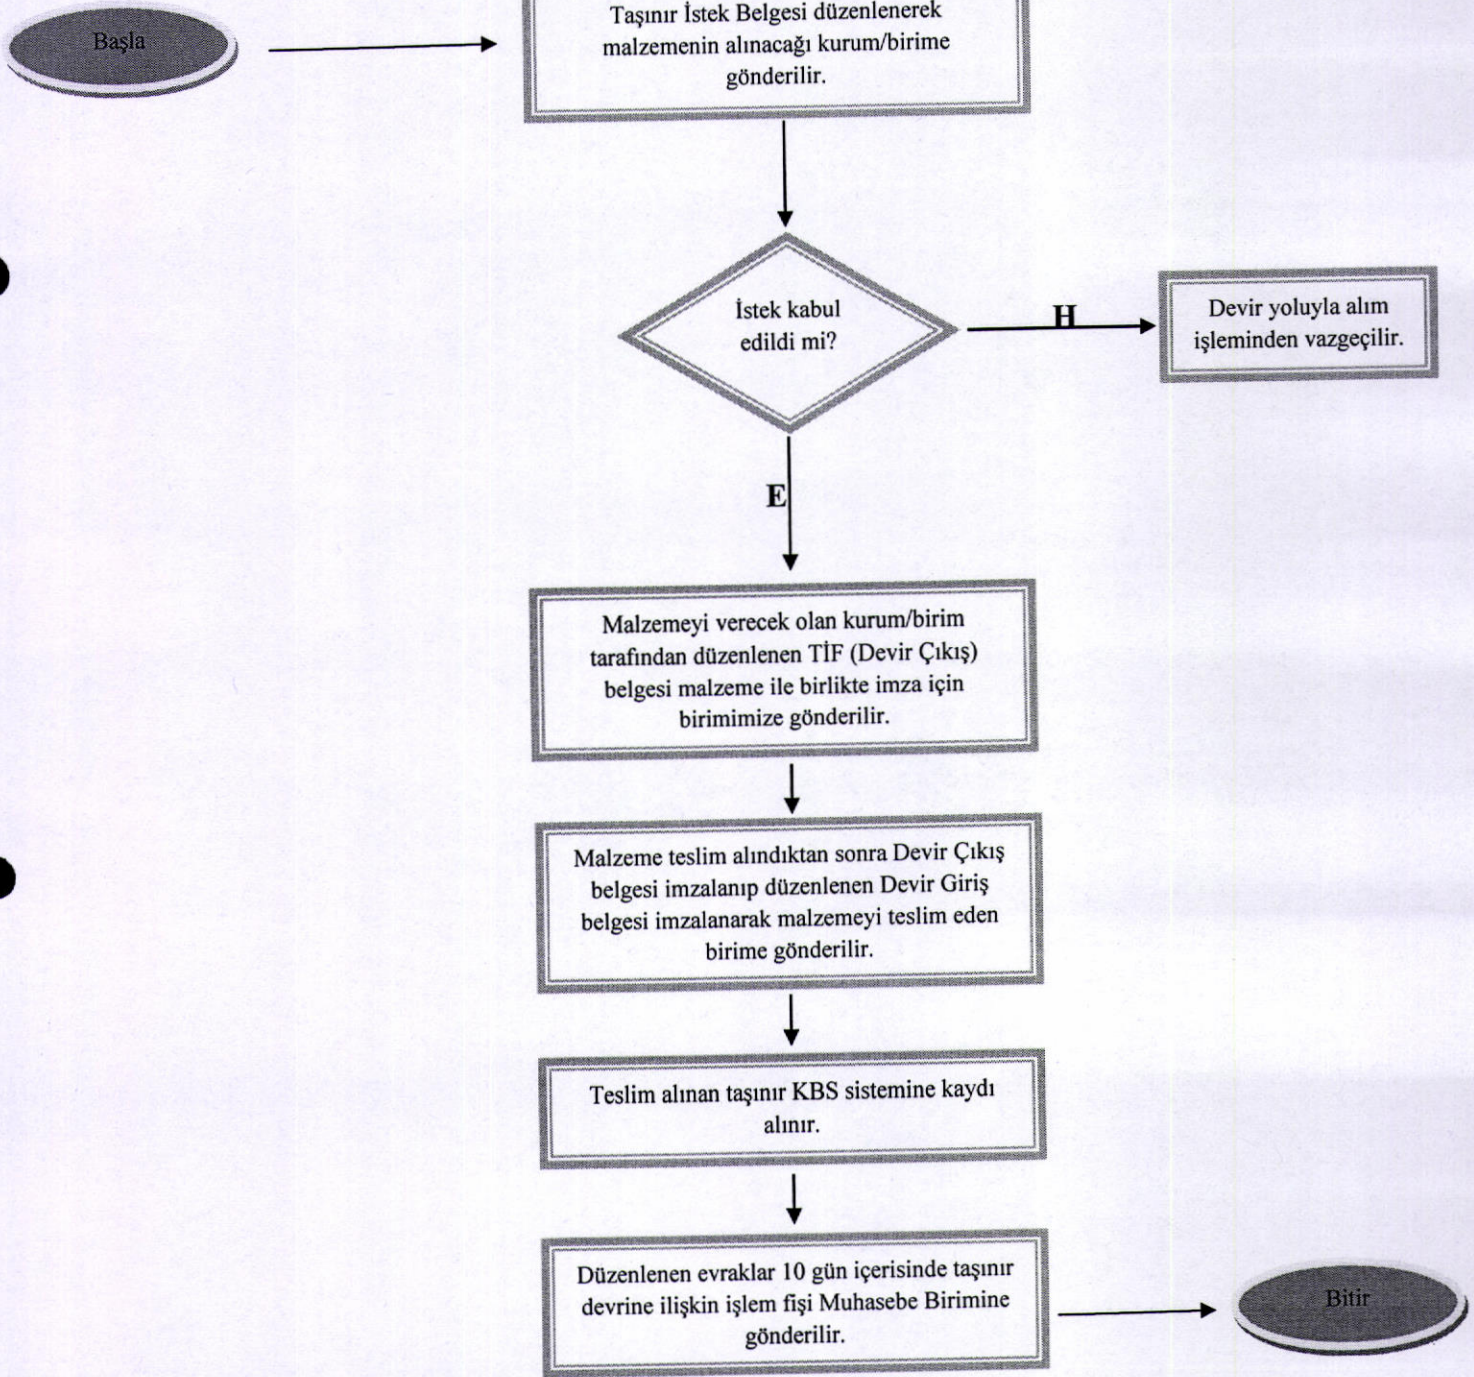 Başla
Taşınır İstek Belgesi düzenlenerek
malzemenin alınacağı kurum/birime
gönderilir.
İstek kabul
edildi mi?
H
Devir yoluyla alım
işleminden vazgeçilir.
E
Malzemeyi verecek olan kurum/birim
tarafından düzenlenen TİF (Devir Çıkış)
belgesi malzeme ile birlikte imza için
birimimize gönderilir.
Malzeme teslim alındıktan sonra Devir Çıkış
belgesi imzalanıp düzenlenen Devir Giriş
belgesi imzalanarak malzemeyi teslim eden
birime gönderilir.
Teslim alınan taşınır KBS sistemine kaydı
alınır.
Düzenlenen evraklar 10 gün içerisinde taşınır
devrine ilişkin işlem fişi Muhasebe Birimine
gönderilir.
Bitir